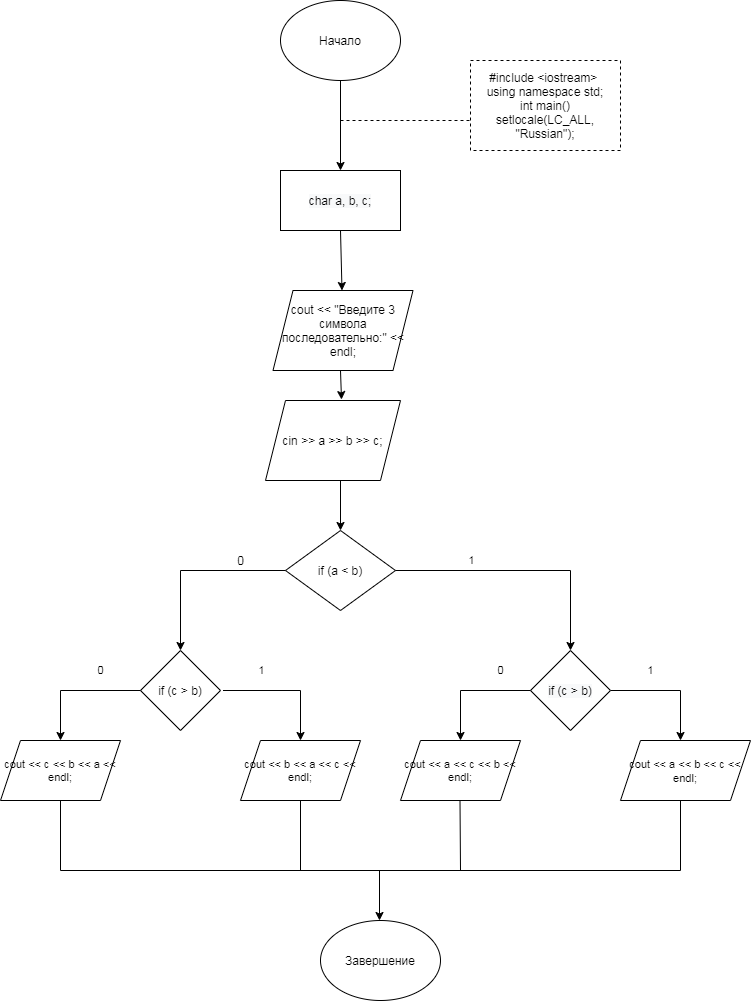 Начало
#include <iostream>
using namespace std;
int main()
setlocale(LC_ALL,
"Russian");
char a, b, c;
cout << "Введите 3
символа
последовательно:" <<
endl;
cin >> a >> b >> c;
if (a < b)
0
1
if (c > b)
if (c > b)
0
1
0
1
cout << c << b << a <<
endl;
cout << b << a << c <<
endl;
cout << a << c << b <<
endl;
cout << a << b << c <<
endl;
Завершение